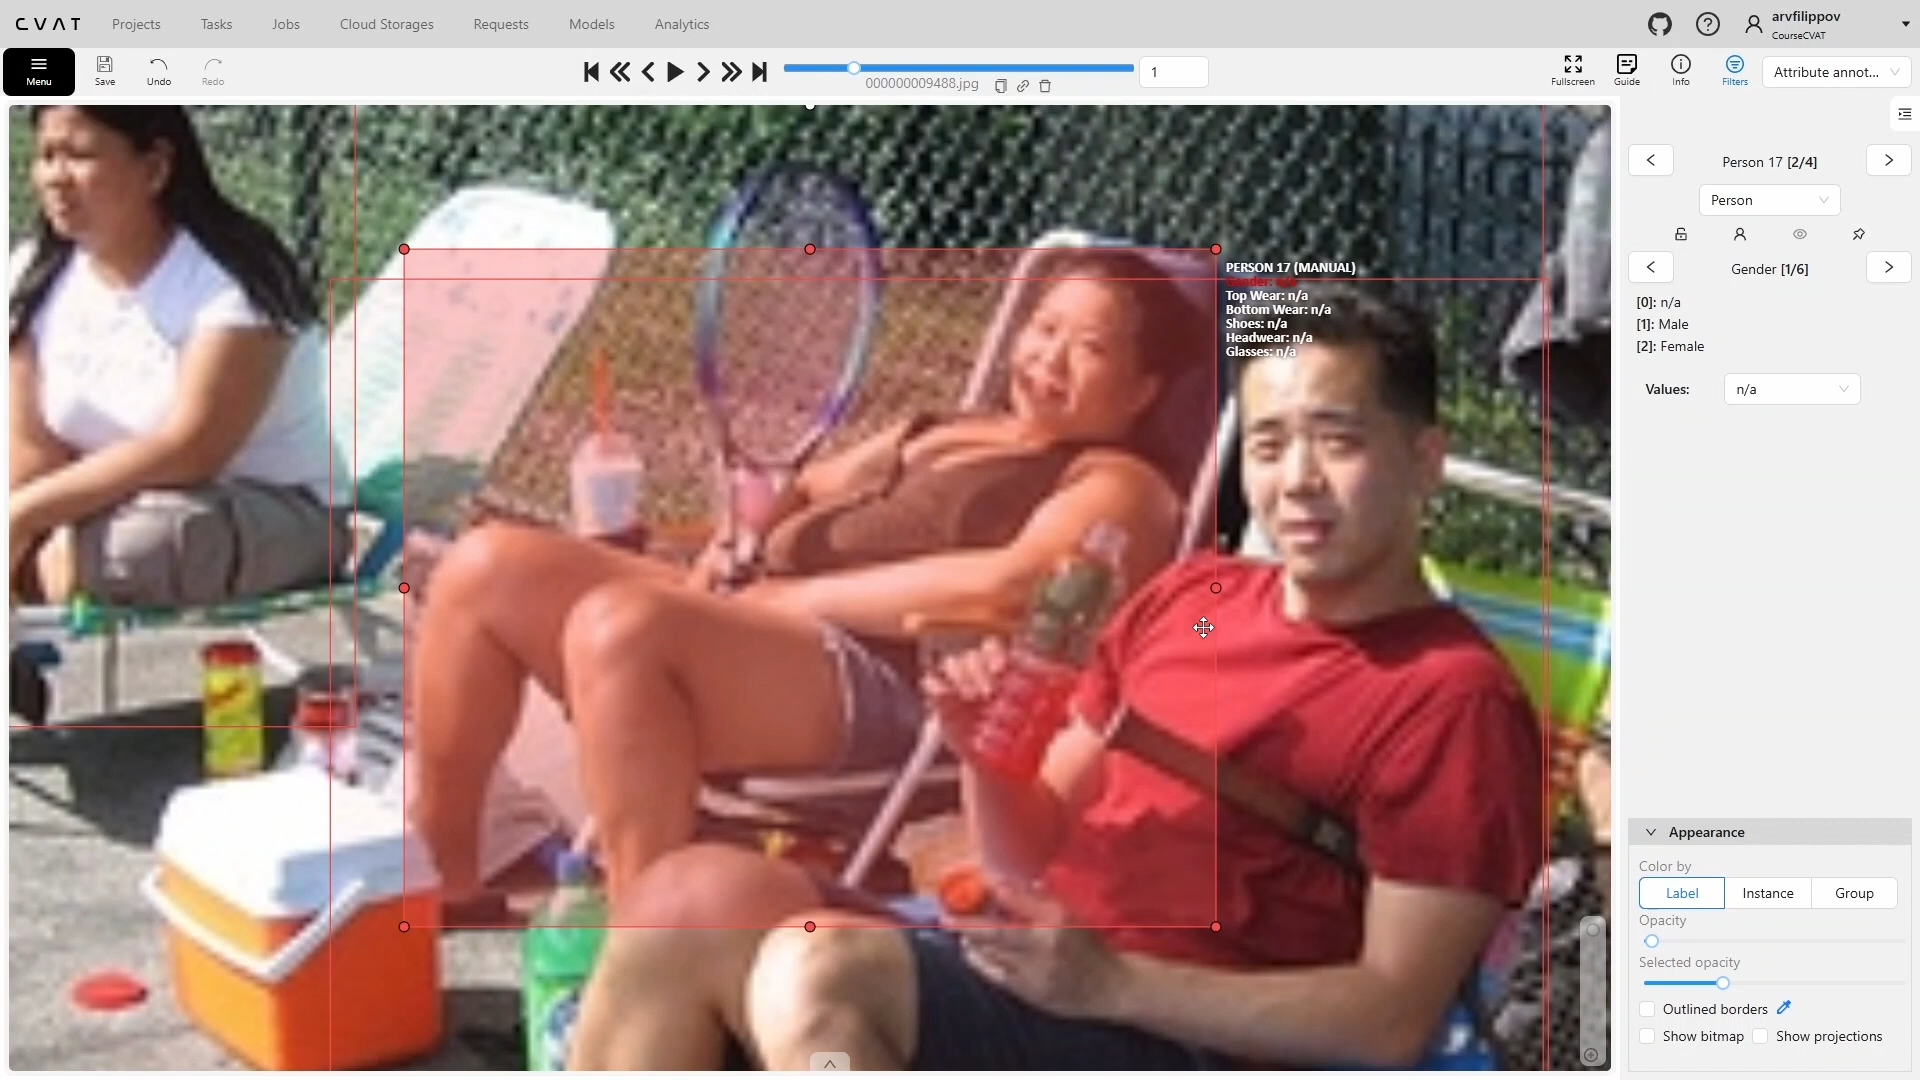 CVAT
Projects
Tasks
Jobs
Cloud Storages
Requests
Models
Analytics
arvfilippov
CourseCVAT
Menu
Save
Undo
Redo
000000009488.jpg
1
Fullscreen
Guide
Info
Filters
Attribute annot...
Person 17 [2/4]
Person
Gender [1/6]
[0]: n/a
[1]: Male
[2]: Female
Values:
n/a
PERSON 17 (MANUAL)
Gender: n/a
Top Wear: n/a
Bottom Wear: n/a
Shoes: n/a
Headwear: n/a
Glasses: n/a
Appearance
Color by
Label
Instance
Group
Opacity
Selected opacity
Outlined borders
Show bitmap
Show projections